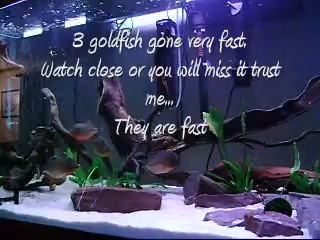 3 goldfish gone very fast.
Watch close or you will miss it trust
me...
They are fast